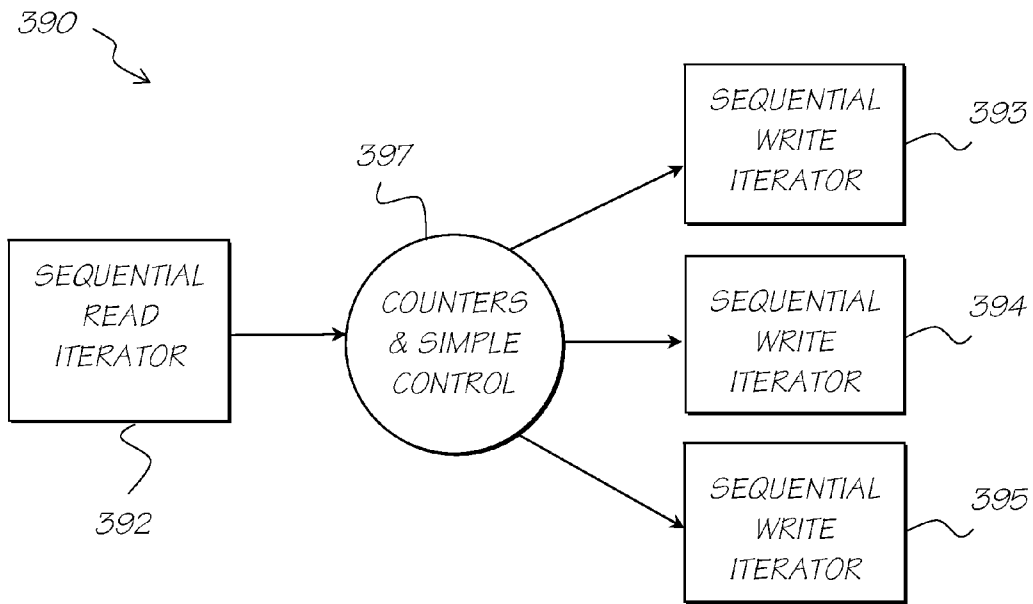 390
SEQUENTIAL
WRITE
ITERATOR
393
397
SEQUENTIAL
READ
ITERATOR
392
COUNTERS
& SIMPLE
CONTROL
SEQUENTIAL
WRITE
ITERATOR
394
SEQUENTIAL
WRITE
ITERATOR
395